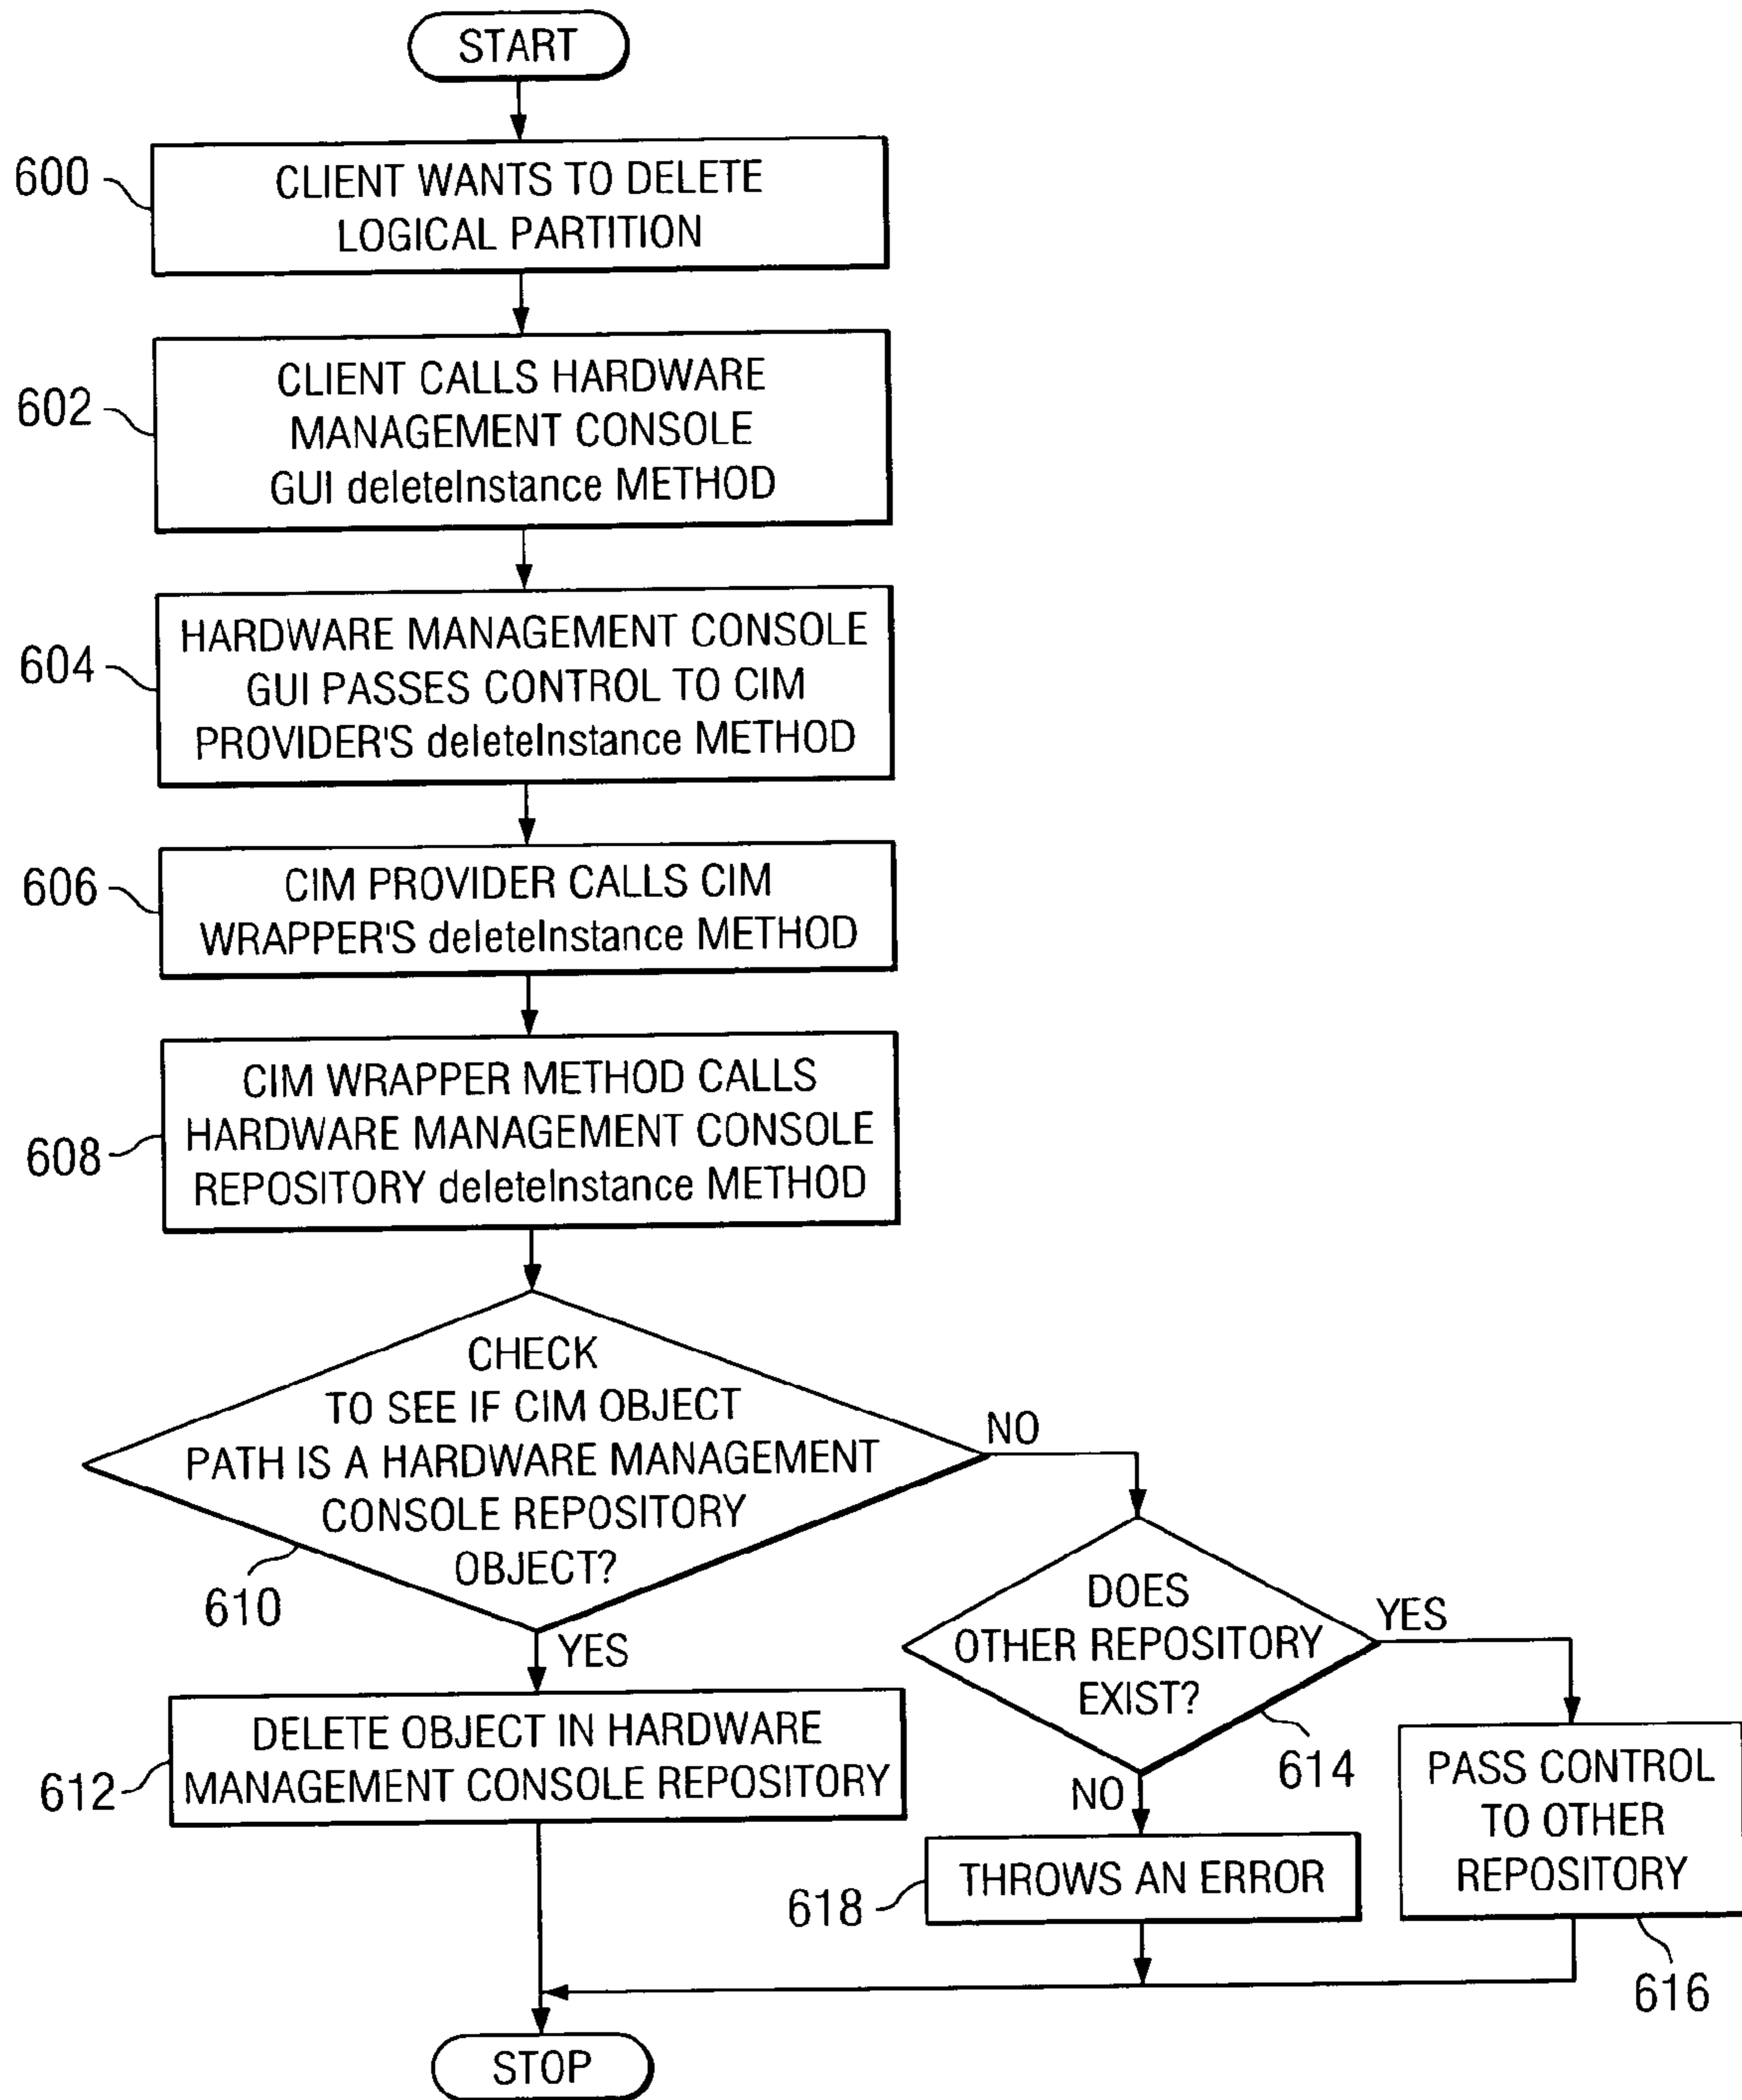 START
600
CLIENT WANTS TO DELETE
LOGICAL PARTITION
602
CLIENT CALLS HARDWARE
MANAGEMENT CONSOLE
GUI deleteInstance METHOD
604
HARDWARE MANAGEMENT CONSOLE
GUI PASSES CONTROL TO CIM
PROVIDER'S deleteInstance METHOD
606
CIM PROVIDER CALLS CIM
WRAPPER'S deleteInstance METHOD
608
CIM WRAPPER METHOD CALLS
HARDWARE MANAGEMENT CONSOLE
REPOSITORY deleteInstance METHOD
CHECK
TO SEE IF CIM OBJECT
PATH IS A HARDWARE MANAGEMENT
CONSOLE REPOSITORY
OBJECT?
610
NO
YES
DOES
OTHER REPOSITORY
EXIST?
614
YES
NO
612
DELETE OBJECT IN HARDWARE
MANAGEMENT CONSOLE REPOSITORY
618
THROWS AN ERROR
PASS CONTROL
TO OTHER
REPOSITORY
616
STOP